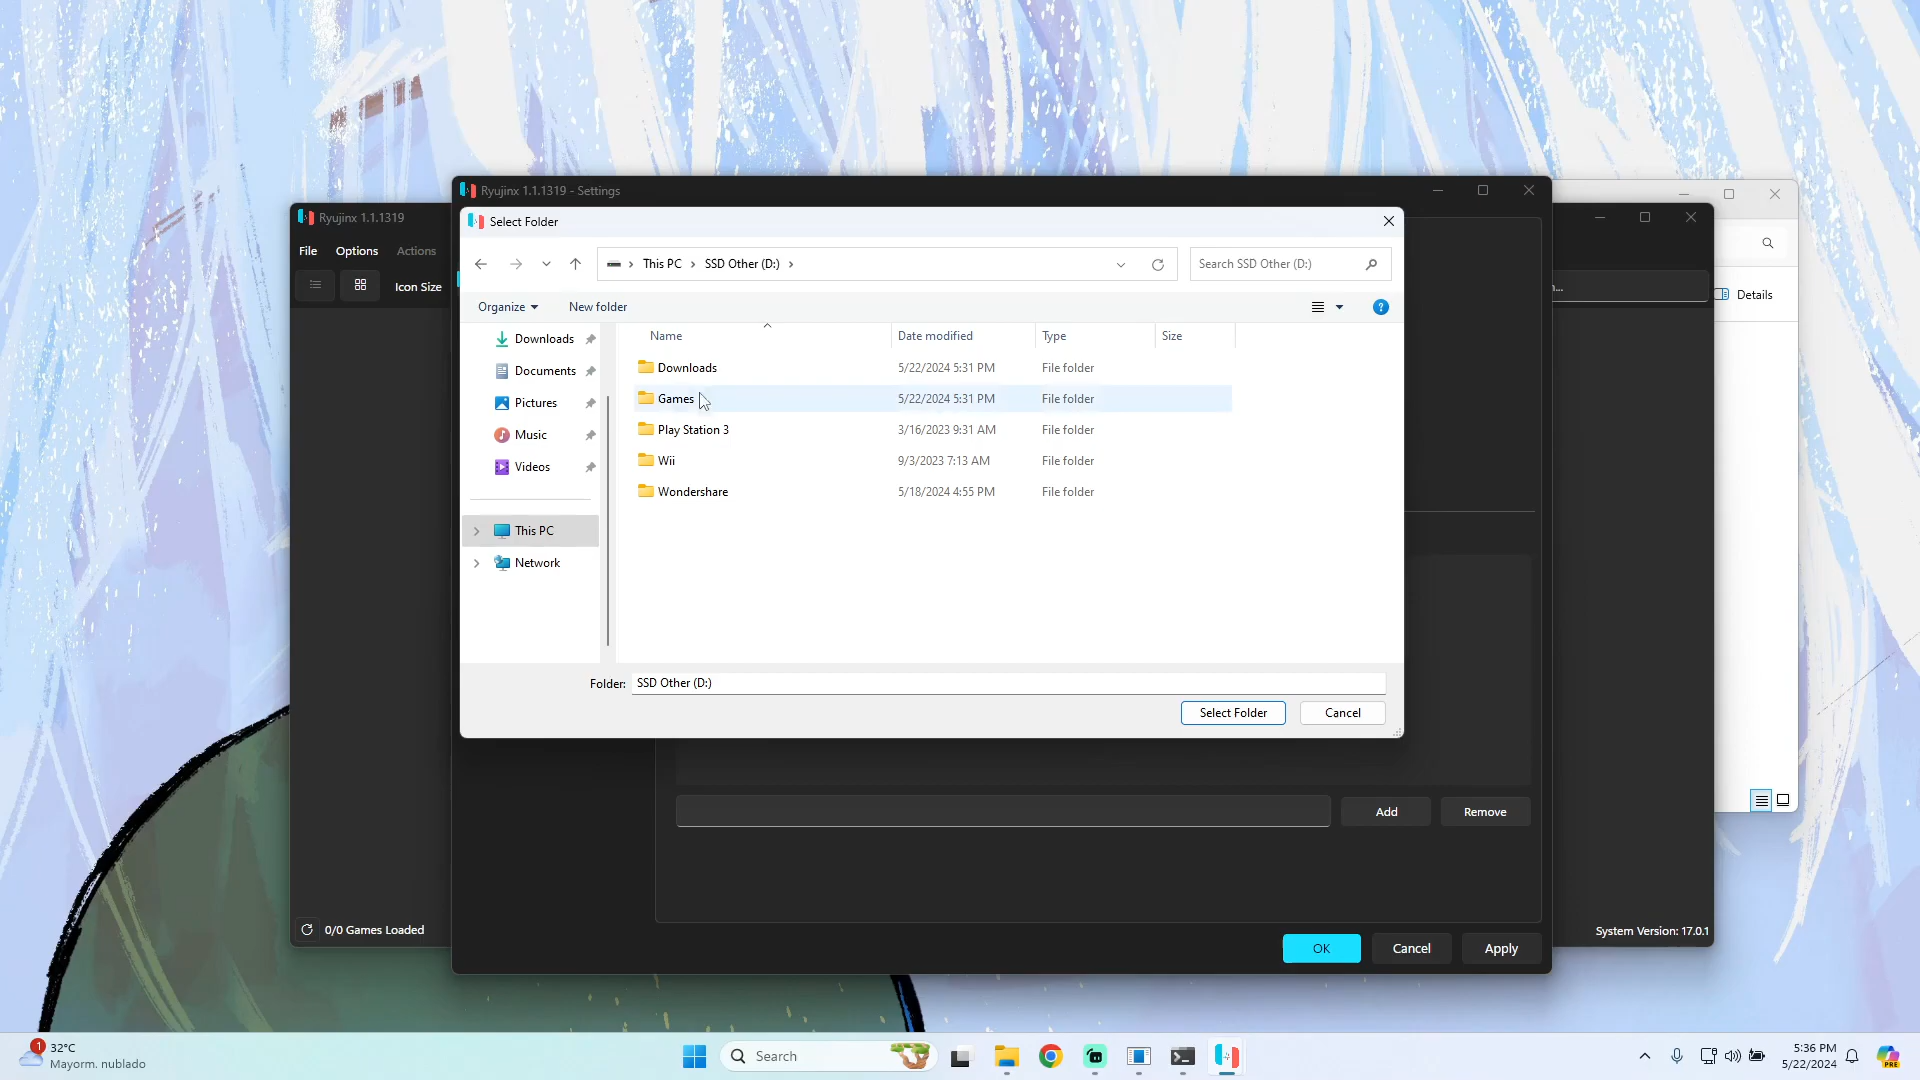 Ryujinx 1.1.1319 - Settings
Ryujinx 1.1.1319
Select Folder
File
Options
Actions
This PC
SSD Other (D:)
Search SSD Other (D:)
Icon Size
Organize
New folder
Details
Name
Date modified
Type
Size
Downloads
Documents
Pictures
Music
Videos
This PC
Network
Downloads 5/22/2024 5:31 PM File folder
Games 5/22/2024 5:31 PM File folder
Play Station 3 3/16/2023 9:31 AM File folder
Wii 9/3/2023 7:13 AM File folder
Wondershare 5/18/2024 4:55 PM File folder
Folder: SSD Other (D:)
Select Folder
Cancel
Add
Remove
0/0 Games Loaded
System Version: 17.0.1
OK
Cancel
Apply
1
32°C
Mayorm. nublado
Search
5:36 PM
5/22/2024
PRE